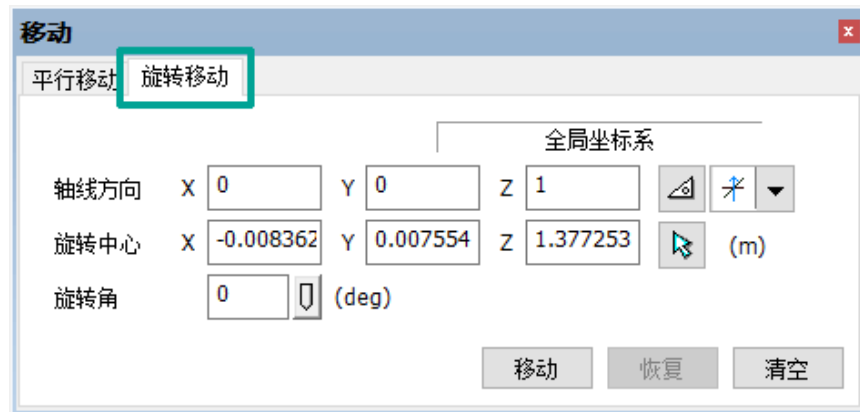 移动
平行移动 旋转移动
全局坐标系
轴线方向 X 0 Y 0 Z 1
旋转中心 X -0.008362 Y 0.007554 Z 1.377253 (m)
旋转角 0 (deg)
移动 恢复 清空